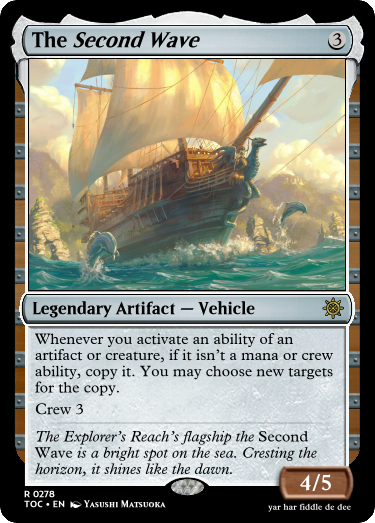 The Second Wave 3
Legendary Artifact — Vehicle
Whenever you activate an ability of an
artifact or creature, if it isn't a mana or crew
ability, copy it. You may choose new targets
for the copy.
Crew 3
The Explorer's Reach's flagship the Second
Wave is a bright spot on the sea. Cresting the
horizon, it shines like the dawn.
4/5
R 0278
TOC • EN Yasushi Matsuoka
yar har fiddle de dee